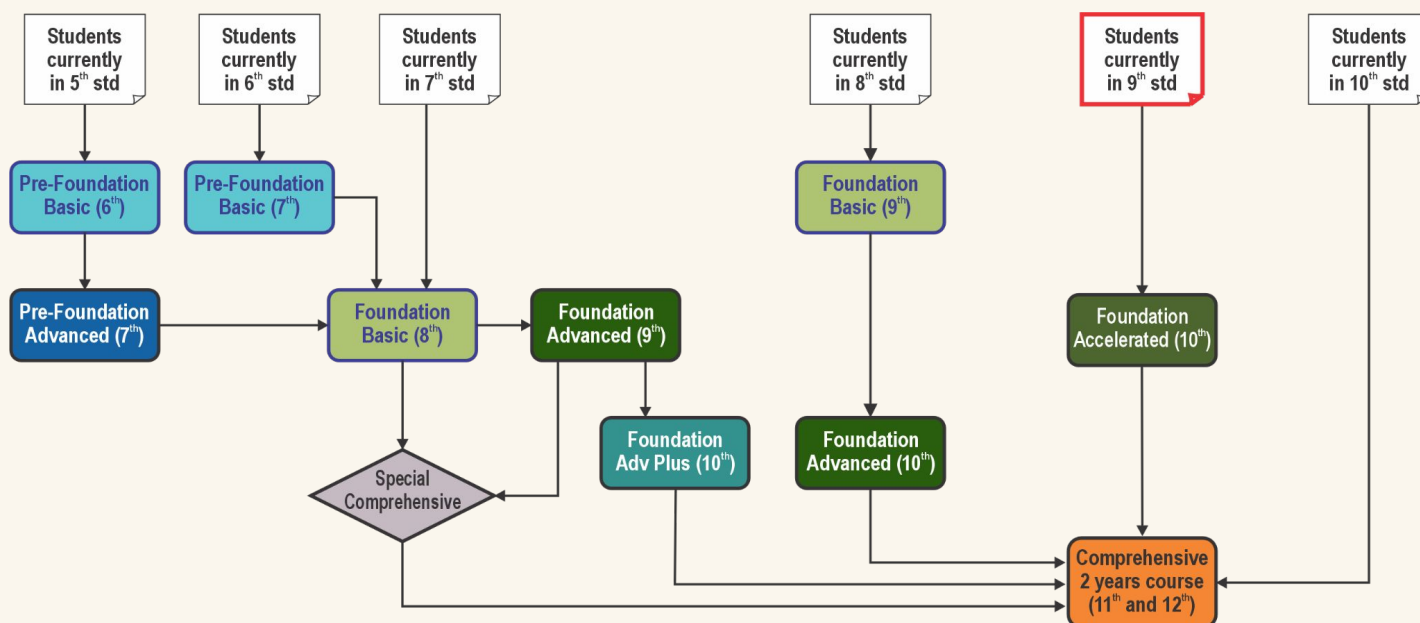 Students
currently
in 5th std
Students
currently
in 6th std
Students
currently
in 7th std
Students
currently
in 8th std
Students
currently
in 9th std
Students
currently
in 10th std
Pre-Foundation
Basic (6th)
Pre-Foundation
Basic (7th)
Foundation
Basic (9th)
Pre-Foundation
Advanced (7th)
Foundation
Basic (8th)
Foundation
Advanced (9th)
Foundation
Accelerated (10th)
Foundation
Adv Plus (10th)
Foundation
Advanced (10th)
Special
Comprehensive
Comprehensive
2 years course
(11th and 12th)